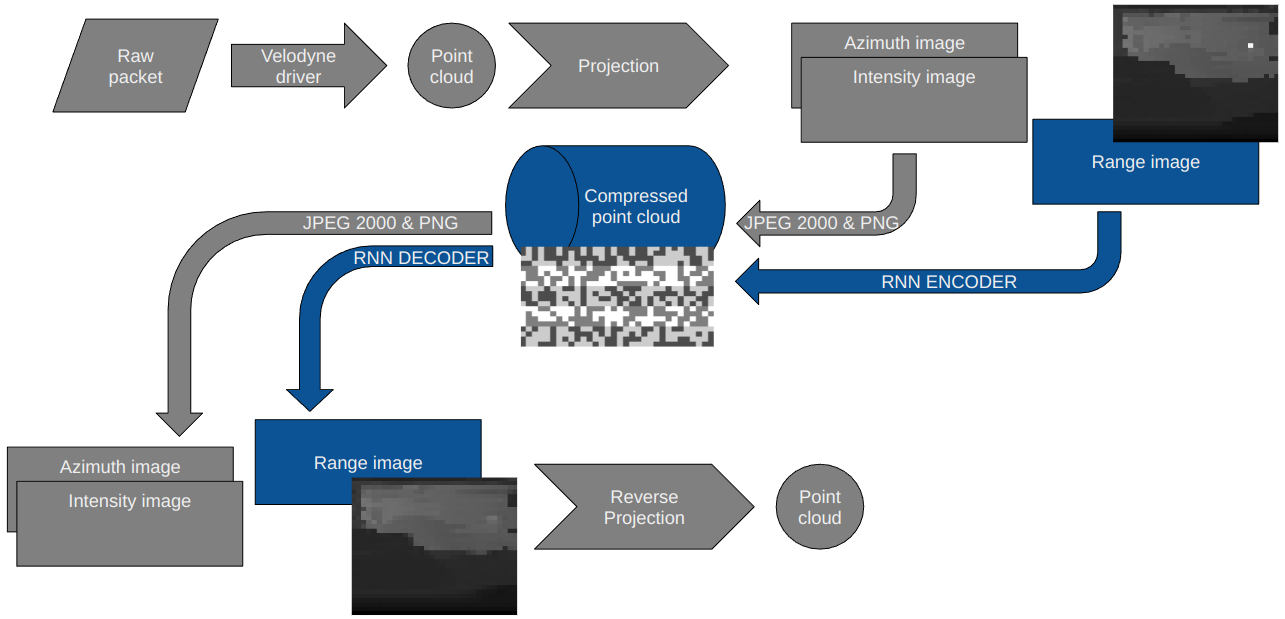 Raw
packet
Velodyne
driver
Point
cloud
Projection
Azimuth image
Intensity image
Range image
Compressed
point cloud
JPEG 2000 & PNG
JPEG 2000 & PNG
RNN DECODER
RNN ENCODER
Azimuth image
Intensity image
Range image
Reverse
Projection
Point
cloud